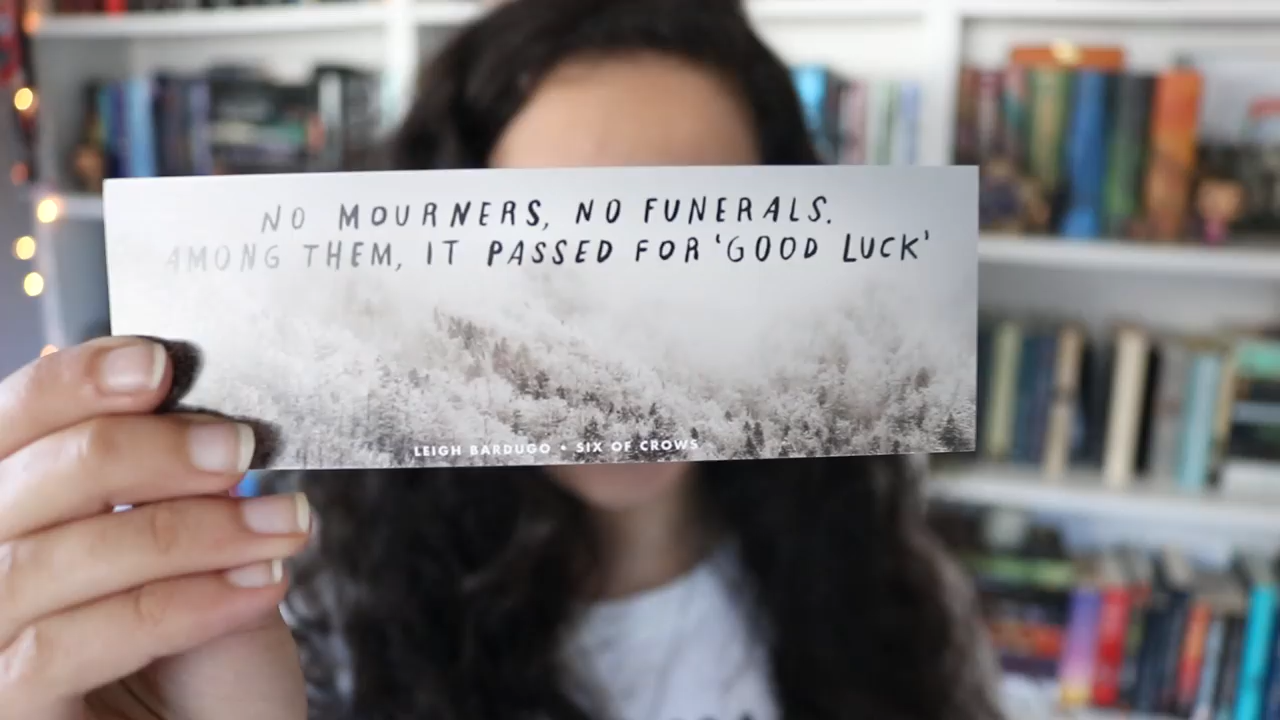 NO MOURNERS, NO FUNERALS.
AMONG THEM, IT PASSED FOR 'GOOD LUCK'
LEIGH BARDUGO • SIX OF CROWS